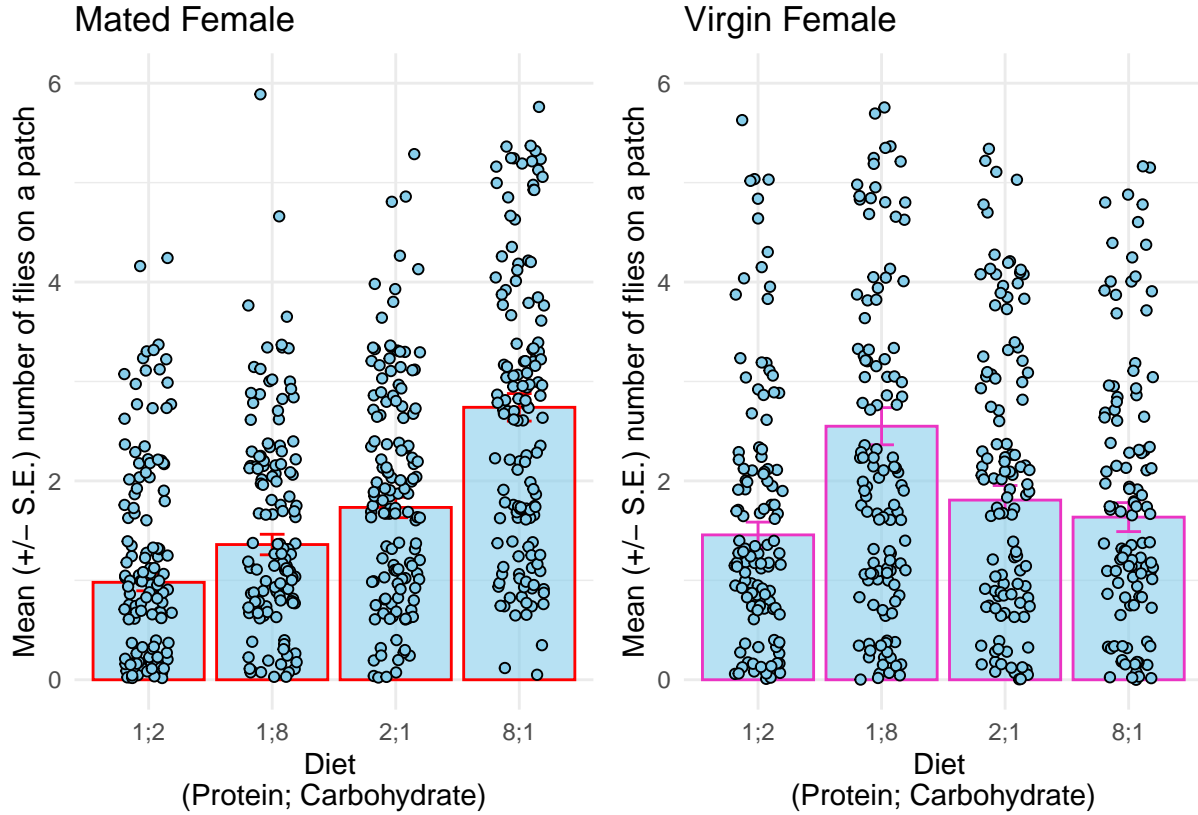 Mated Female
Mean (+/− S.E.) number of flies on a patch
6
4
2
0
1;2 1;8 2;1 8;1
Diet
(Protein; Carbohydrate)
Virgin Female
Mean (+/− S.E.) number of flies on a patch
6
4
2
0
1;2 1;8 2;1 8;1
Diet
(Protein; Carbohydrate)